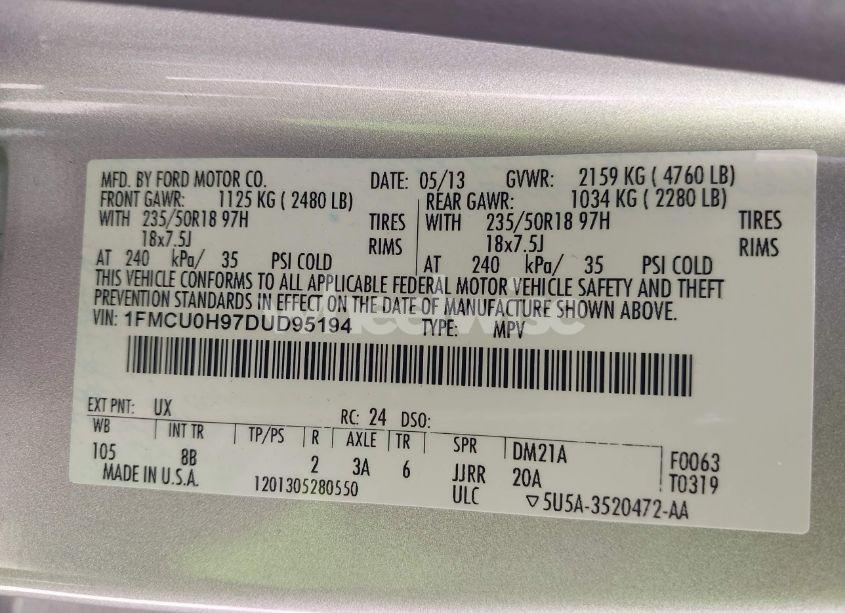 MFD. BY FORD MOTOR CO. DATE: 05/13 GVWR: 2159 KG ( 4760 LB)
FRONT GAWR: 1125 KG ( 2480 LB) REAR GAWR: 1034 KG ( 2280 LB)
WITH 235/50R18 97H TIRES WITH 235/50R18 97H TIRES
18x7.5J RIMS 18x7.5J RIMS
AT 240 kPa/ 35 PSI COLD AT 240 kPa/ 35 PSI COLD
THIS VEHICLE CONFORMS TO ALL APPLICABLE FEDERAL MOTOR VEHICLE SAFETY AND THEFT
PREVENTION STANDARDS IN EFFECT ON THE DATE OF MANUFACTURE SHOWN ABOVE.
VIN: 1FMCU0H97DUD95194 TYPE: MPV
EXT PNT: UX RC: 24 DSO:
WB INT TR TP/PS R AXLE TR SPR DM21A F0063
105 8B 2 3A 6 JJRR 20A T0319
MADE IN U.S.A. 1201305280550 ULC ▽5U5A-3520472-AA